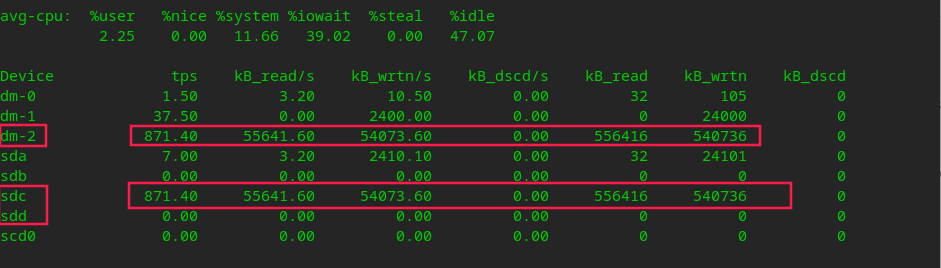 avg-cpu: %user %nice %system %iowait %steal %idle
2.25 0.00 11.66 39.02 0.00 47.07
Device tps kB_read/s kB_wrtn/s kB_dscd/s kB_read kB_wrtn kB_dscd
dm-0 1.50 3.20 10.50 0.00 32 105 0
dm-1 37.50 0.00 2400.00 0.00 0 24000 0
dm-2 871.40 55641.60 54073.60 0.00 556416 540736 0
sda 7.00 3.20 2410.10 0.00 32 24101 0
sdb 0.00 0.00 0.00 0.00 0 0 0
sdc 871.40 55641.60 54073.60 0.00 556416 540736 0
sdd 0.00 0.00 0.00 0.00 0 0 0
scd0 0.00 0.00 0.00 0.00 0 0 0